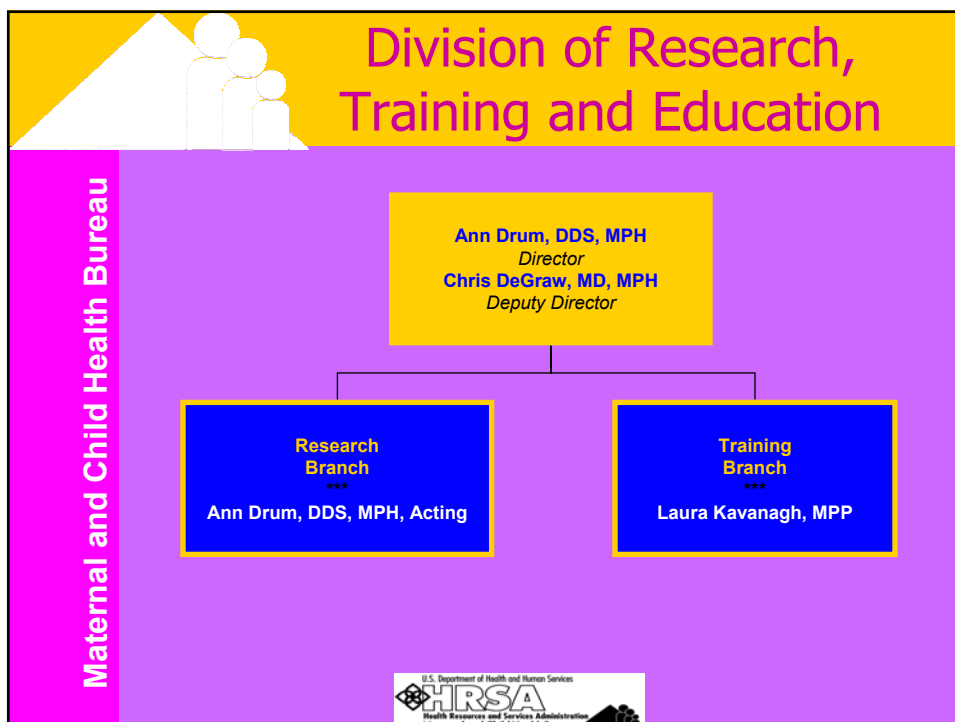 Division of Research,
Training and Education
Maternal and Child Health Bureau
Ann Drum, DDS, MPH
Director
Chris DeGraw, MD, MPH
Deputy Director
Research
Branch
***
Ann Drum, DDS, MPH, Acting
Training
Branch
***
Laura Kavanagh, MPP
U.S. Department of Health and Human Services
HRSA
Health Resources and Services Administration